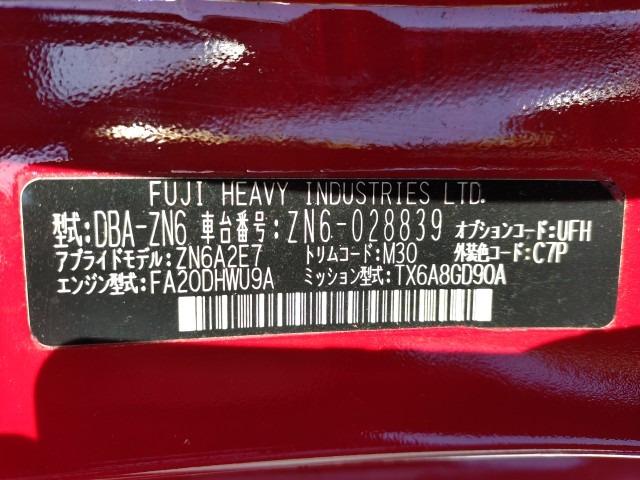 FUJI HEAVY INDUSTRIES LTD.
型式:DBA-ZN6 車台番号:ZN6-028839 オプションコード:UFH
アプライドモデル:ZN6A2E7 トリムコード:M30 外装色コード:C7P
エンジン型式:FA20DHWU9A ミッション型式:TX6A8GD90A